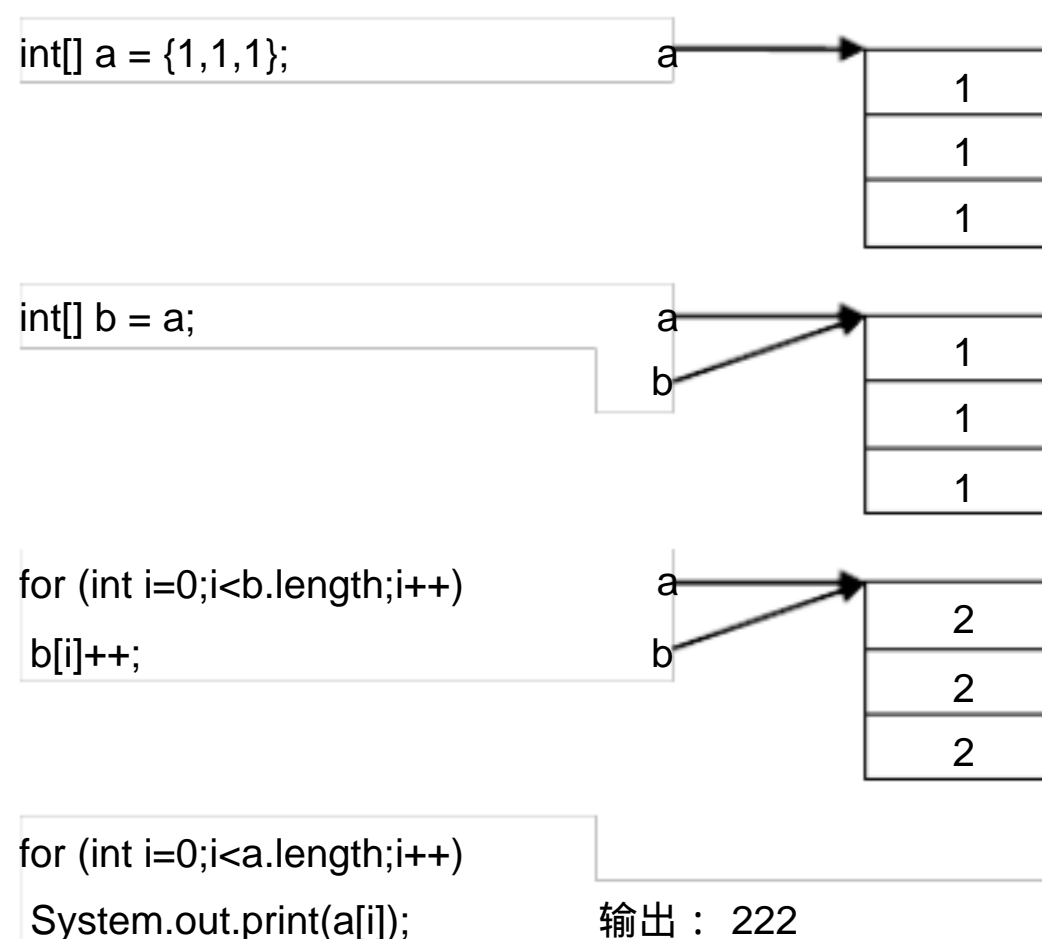 int[] a = {1,1,1}; a
1
1
1
int[] b = a; a
b
1
1
1
for (int i=0;i<b.length;i++) a
b[i]++; b
2
2
2
for (int i=0;i<a.length;i++)
System.out.print(a[i]); 输出： 222